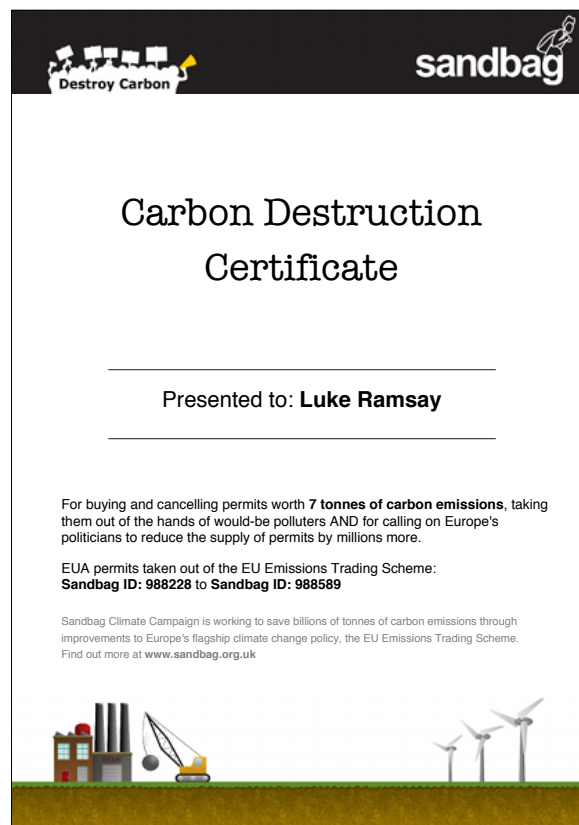 Destroy Carbon
sandbag
Carbon Destruction
Certificate
Presented to: Luke Ramsay
For buying and cancelling permits worth 7 tonnes of carbon emissions, taking
them out of the hands of would-be polluters AND for calling on Europe's
politicians to reduce the supply of permits by millions more.
EUA permits taken out of the EU Emissions Trading Scheme:
Sandbag ID: 988228 to Sandbag ID: 988589
Sandbag Climate Campaign is working to save billions of tonnes of carbon emissions through
improvements to Europe's flagship climate change policy, the EU Emissions Trading Scheme.
Find out more at www.sandbag.org.uk